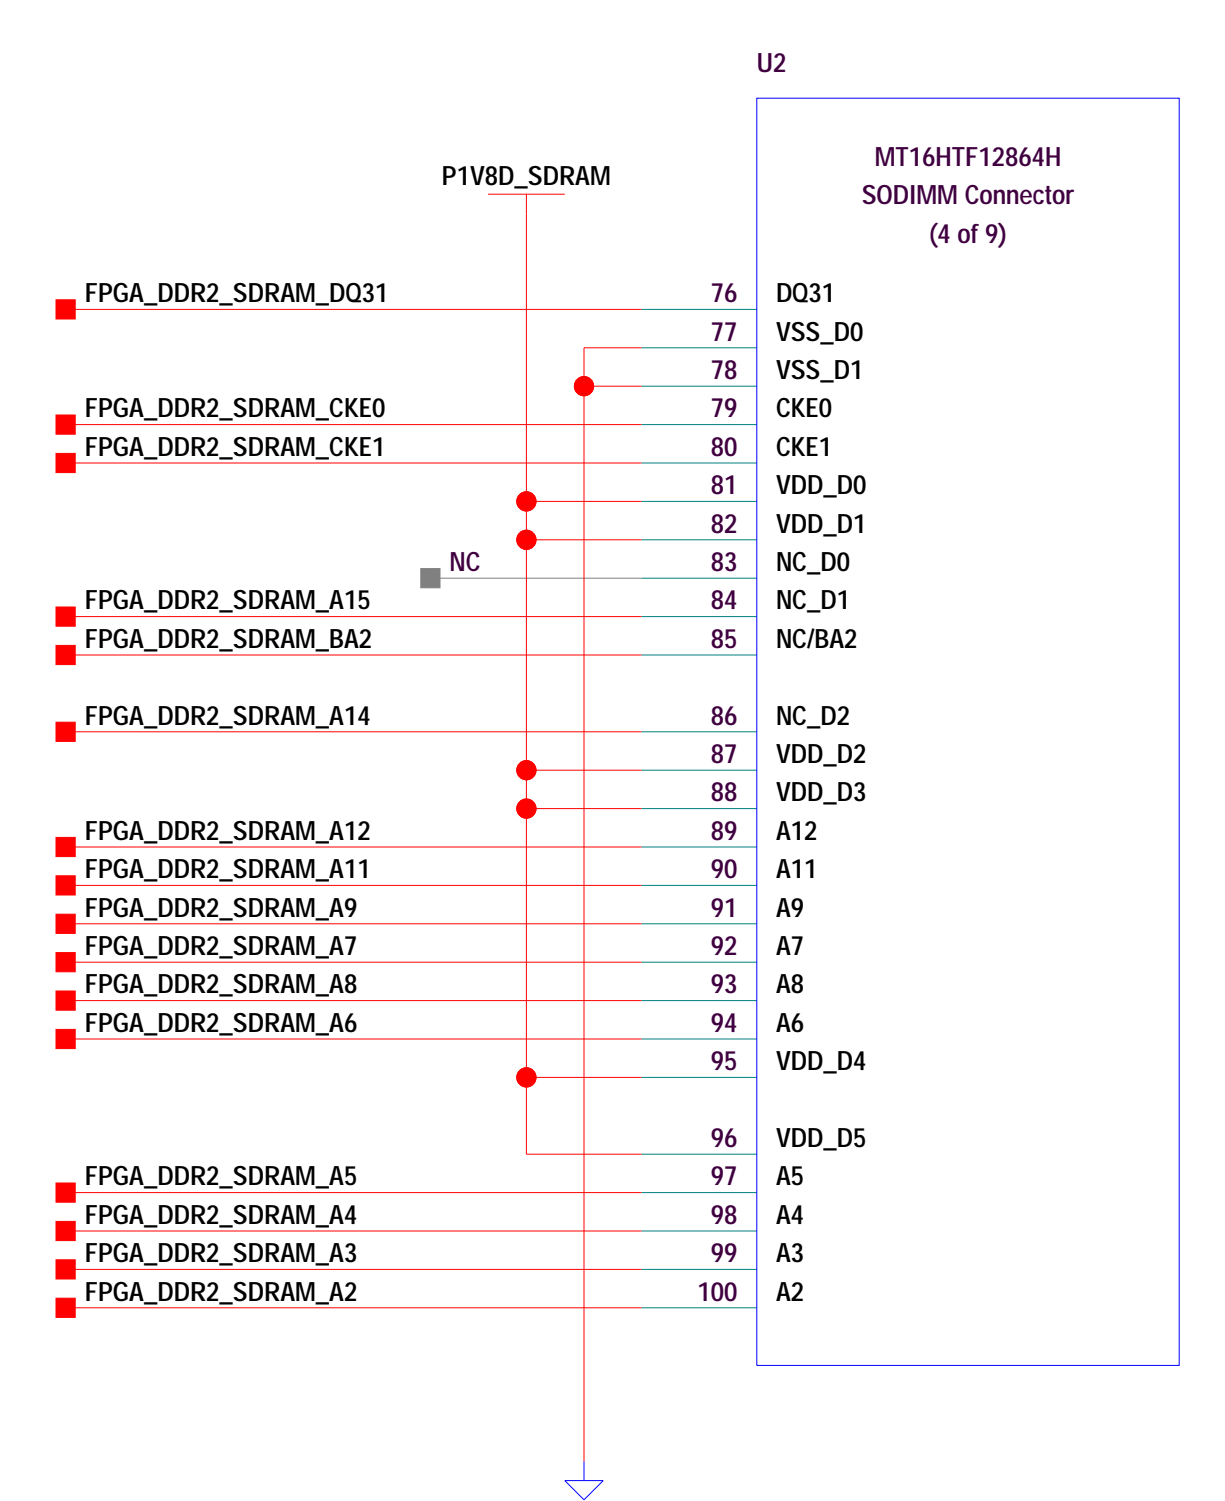 U2
MT16HTF12864H
SODIMM Connector
(4 of 9)
P1V8D_SDRAM
FPGA_DDR2_SDRAM_DQ31 76 DQ31
77 VSS_D0
78 VSS_D1
FPGA_DDR2_SDRAM_CKE0 79 CKE0
FPGA_DDR2_SDRAM_CKE1 80 CKE1
81 VDD_D0
82 VDD_D1
NC 83 NC_D0
FPGA_DDR2_SDRAM_A15 84 NC_D1
FPGA_DDR2_SDRAM_BA2 85 NC/BA2
FPGA_DDR2_SDRAM_A14 86 NC_D2
87 VDD_D2
88 VDD_D3
FPGA_DDR2_SDRAM_A12 89 A12
FPGA_DDR2_SDRAM_A11 90 A11
FPGA_DDR2_SDRAM_A9 91 A9
FPGA_DDR2_SDRAM_A7 92 A7
FPGA_DDR2_SDRAM_A8 93 A8
FPGA_DDR2_SDRAM_A6 94 A6
95 VDD_D4
96 VDD_D5
FPGA_DDR2_SDRAM_A5 97 A5
FPGA_DDR2_SDRAM_A4 98 A4
FPGA_DDR2_SDRAM_A3 99 A3
FPGA_DDR2_SDRAM_A2 100 A2